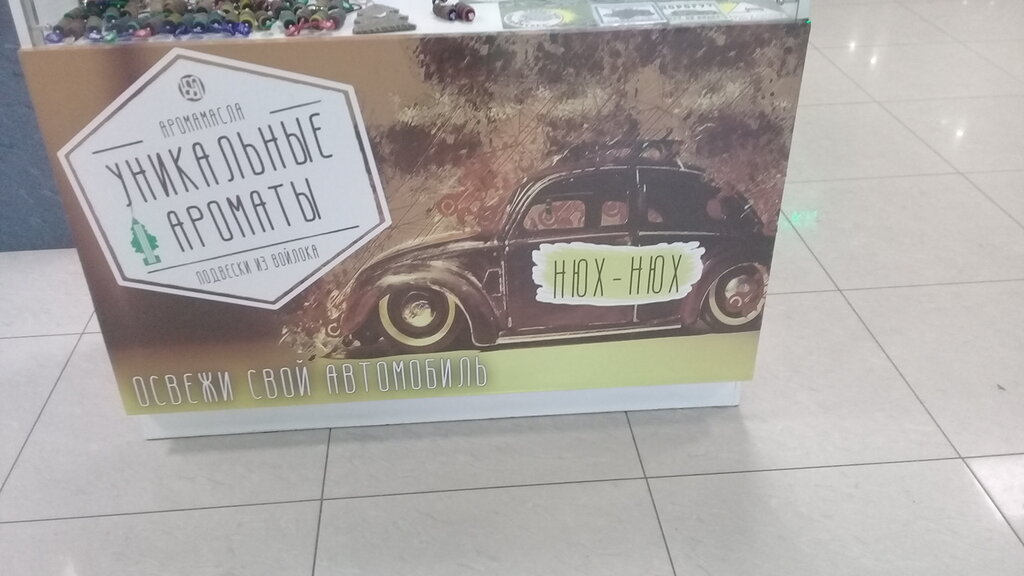 АРОМАМАСЛА
УНИКАЛЬНЫЕ
АРОМАТЫ
ПОДВЕСКИ ИЗ ВОЙЛОКА
НЮХ-НЮХ
ОСВЕЖИ СВОЙ АВТОМОБИЛЬ